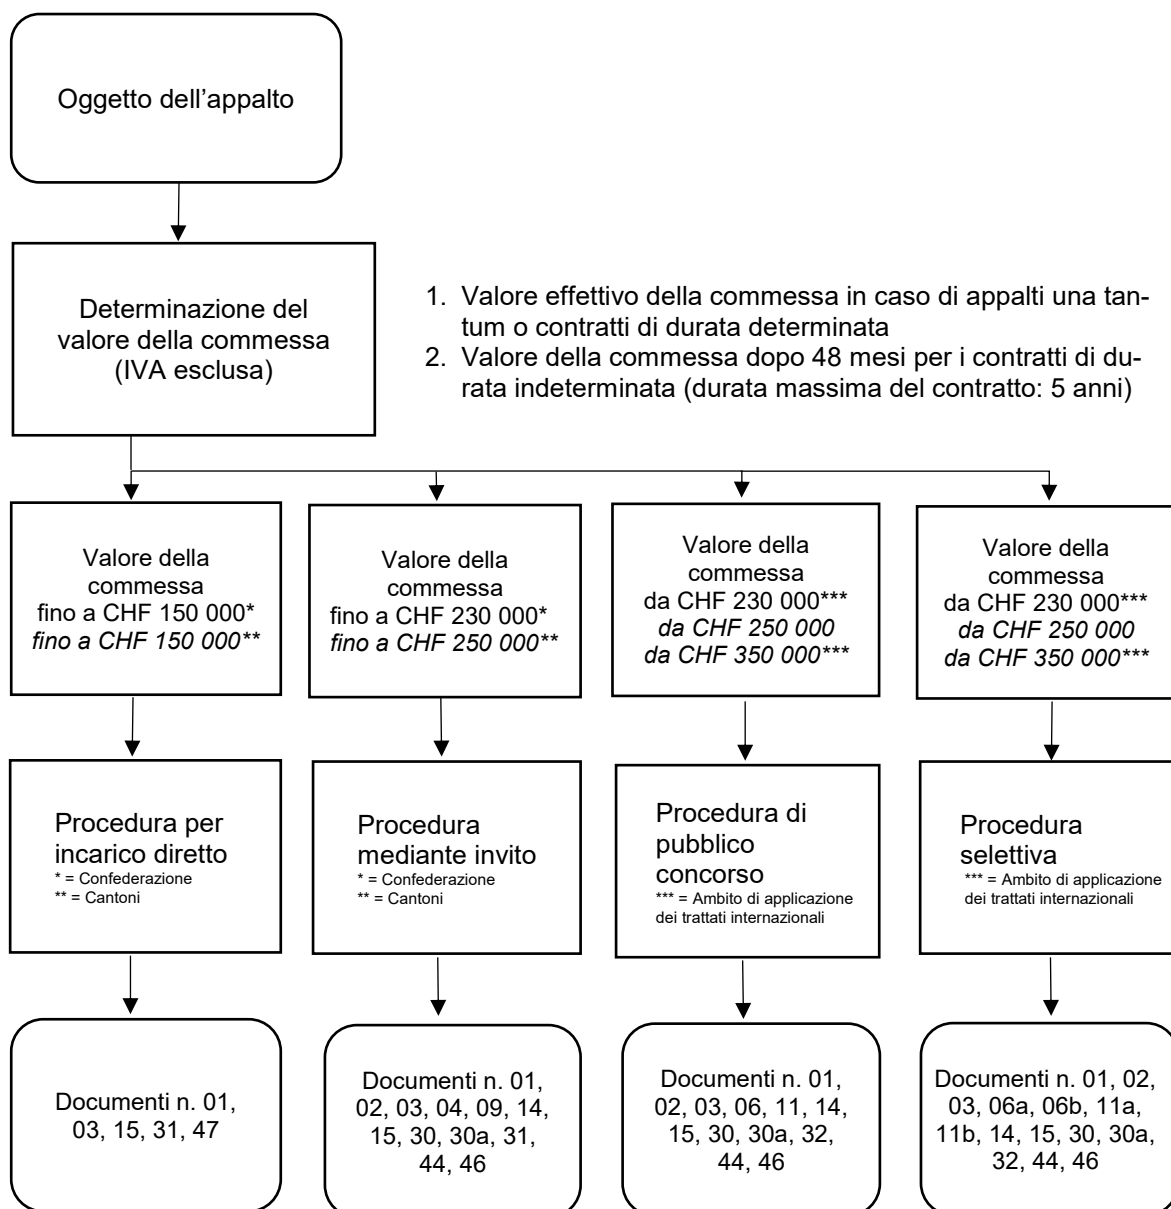 Oggetto dell'appalto
Determinazione del
valore della commessa
(IVA esclusa)
1. Valore effettivo della commessa in caso di appalti una tan-
tum o contratti di durata determinata
2. Valore della commessa dopo 48 mesi per i contratti di du-
rata indeterminata (durata massima del contratto: 5 anni)
Valore della
commessa
fino a CHF 150 000*
fino a CHF 150 000**
Valore della
commessa
fino a CHF 230 000*
fino a CHF 250 000**
Valore della
commessa
da CHF 230 000***
da CHF 250 000
da CHF 350 000***
Valore della
commessa
da CHF 230 000***
da CHF 250 000
da CHF 350 000***
Procedura per
incarico diretto
* = Confederazione
** = Cantoni
Procedura
mediante invito
* = Confederazione
** = Cantoni
Procedura di
pubblico
concorso
*** = Ambito di applicazione
dei trattati internazionali
Procedura
selettiva
*** = Ambito di applicazione
dei trattati internazionali
Documenti n. 01,
03, 15, 31, 47
Documenti n. 01,
02, 03, 04, 09, 14,
15, 30, 30a, 31,
44, 46
Documenti n. 01,
02, 03, 06, 11, 14,
15, 30, 30a, 32,
44, 46
Documenti n. 01, 02,
03, 06a, 06b, 11a,
11b, 14, 15, 30, 30a,
32, 44, 46